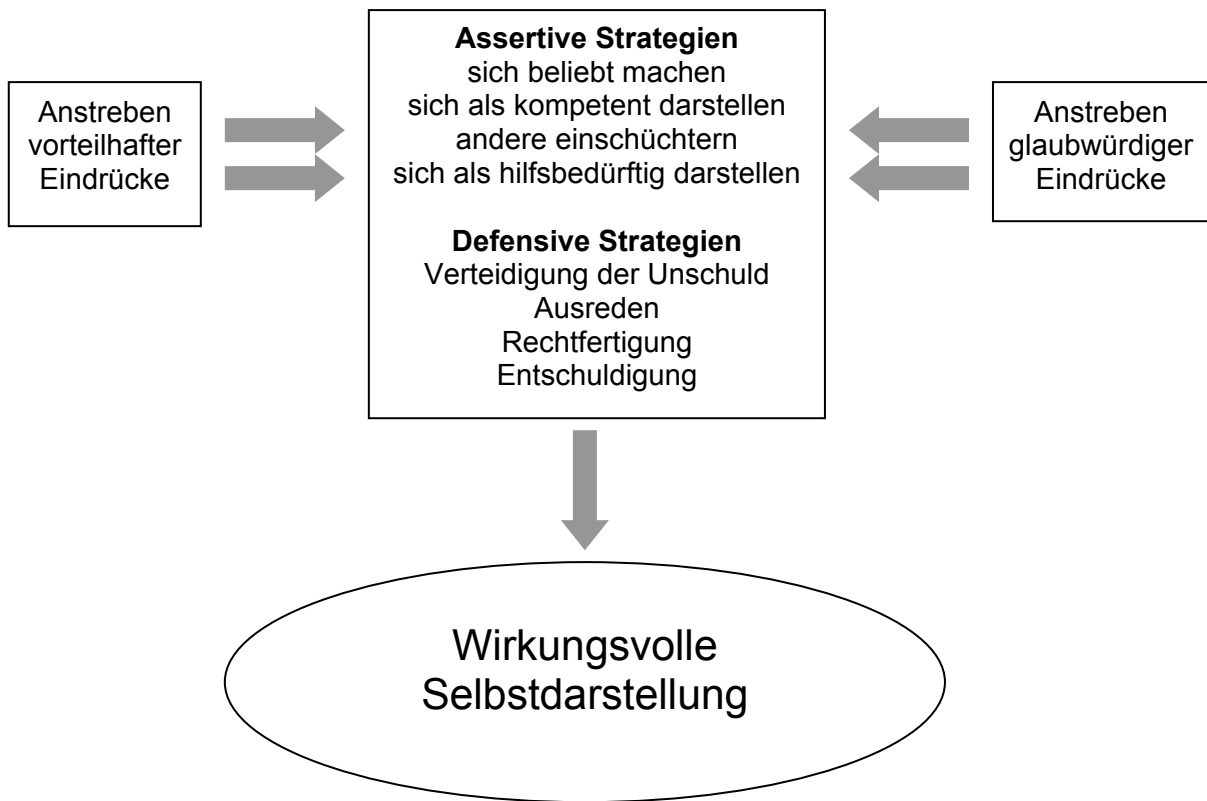 Anstreben
vorteilhafter
Eindrücke
Assertive Strategien
sich beliebt machen
sich als kompetent darstellen
andere einschüchtern
sich als hilfsbedürftig darstellen
Defensive Strategien
Verteidigung der Unschuld
Ausreden
Rechtfertigung
Entschuldigung
Anstreben
glaubwürdiger
Eindrücke
Wirkungsvolle
Selbstdarstellung